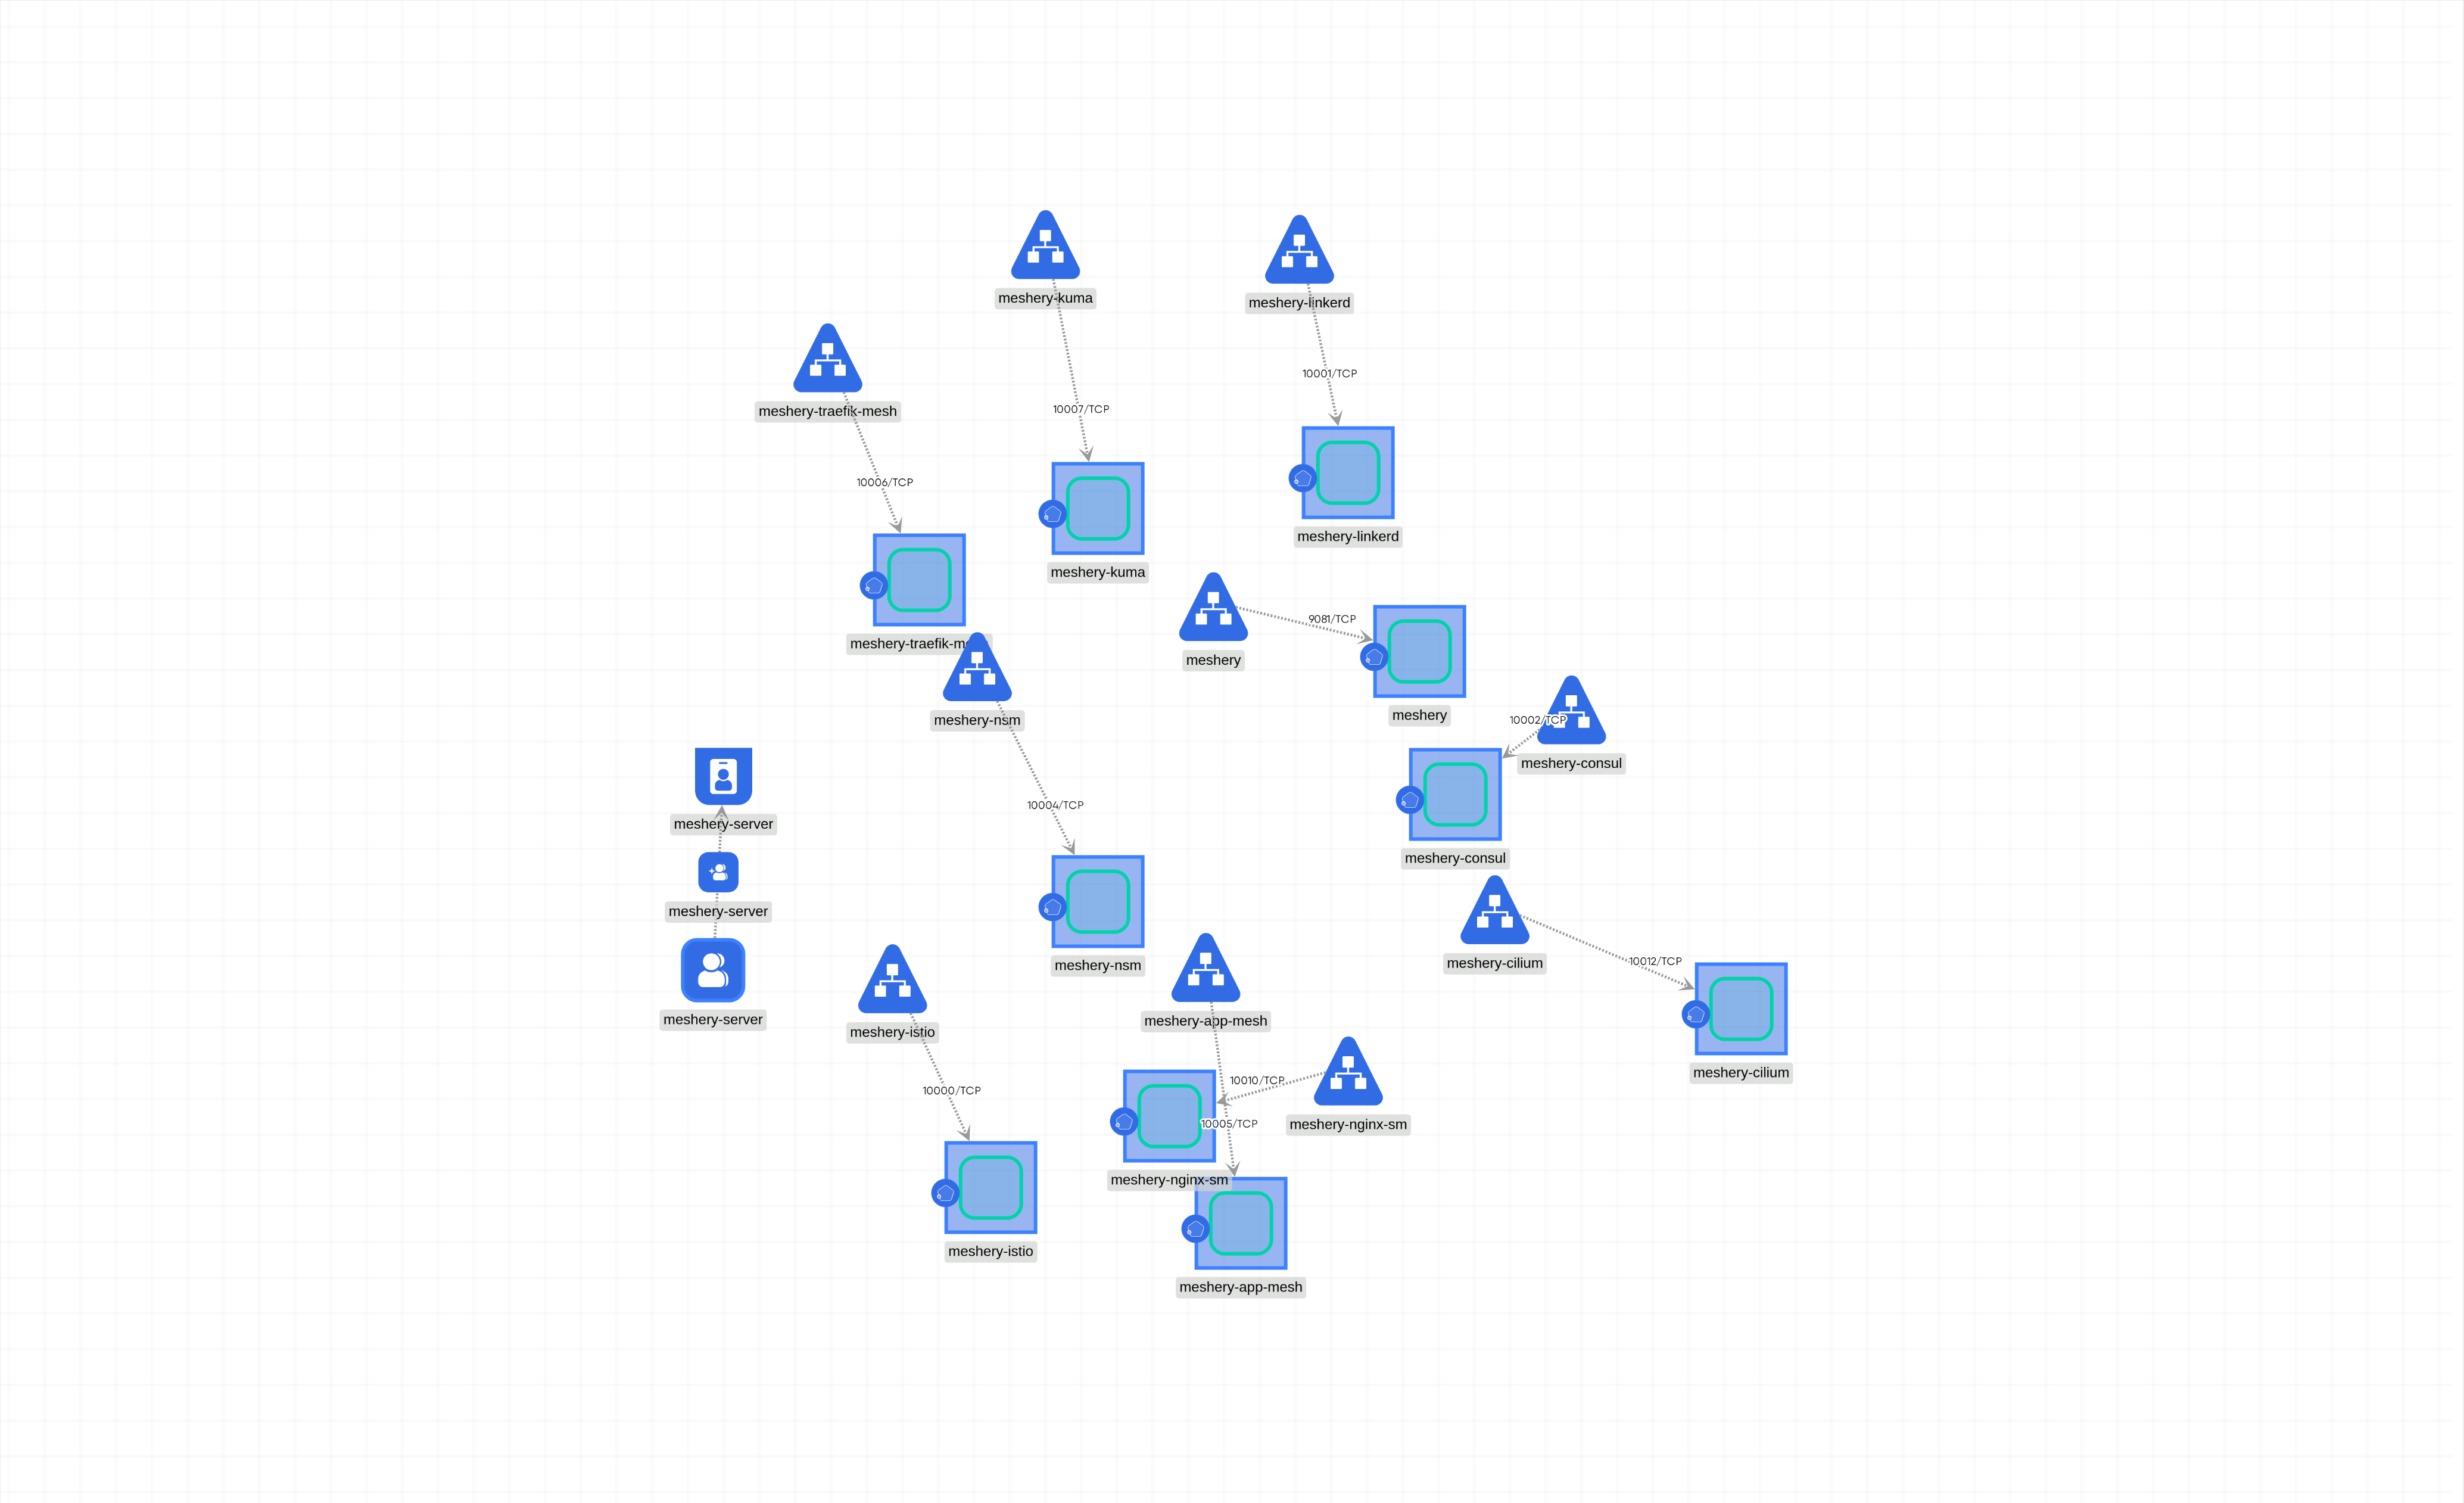 meshery-kuma
meshery-linkerd
10001/TCP
meshery-traefik-mesh
10007/TCP
10006/TCP
meshery-linkerd
meshery-kuma
9081/TCP
meshery-traefik-m
meshery
meshery
meshery-nsm
10002/TCP
meshery-consul
10004/TCP
meshery-server
meshery-consul
meshery-server
10012/TCP
meshery-cilium
meshery-nsm
meshery-server
meshery-app-mesh
meshery-istio
meshery-cilium
10010/TCP
10000/TCP
10005/TCP
meshery-nginx-sm
meshery-nginx-sm
meshery-istio
meshery-app-mesh